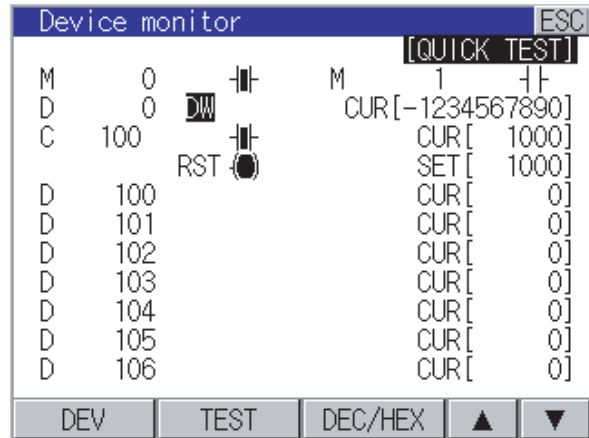 Device monitor ESC
[QUICK TEST]
M 0 M 1
D 0 DW CUR[-1234567890]
C 100 CUR[ 1000]
RST SET[ 1000]
D 100 CUR[ 0]
D 101 CUR[ 0]
D 102 CUR[ 0]
D 103 CUR[ 0]
D 104 CUR[ 0]
D 105 CUR[ 0]
D 106 CUR[ 0]
DEV TEST DEC/HEX ▲ ▼